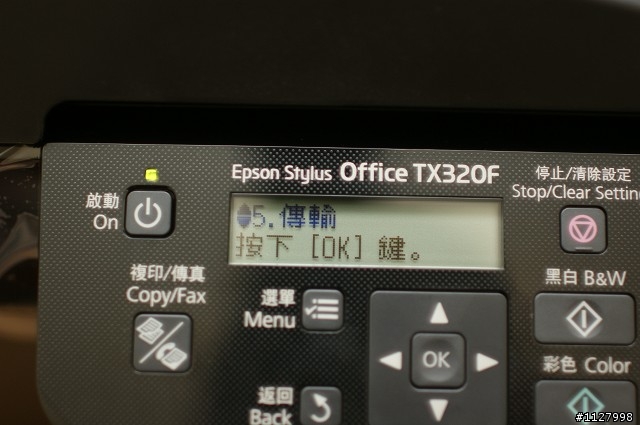 Epson Stylus Office TX320F
停止/清除設定
Stop/Clear Settin
啟動
On
5.傳輸
按下 [OK] 鍵。
複印/傳真
Copy/Fax
選單
Menu
黑白 B&W
OK
彩色 Color
返回
Back
#1127998